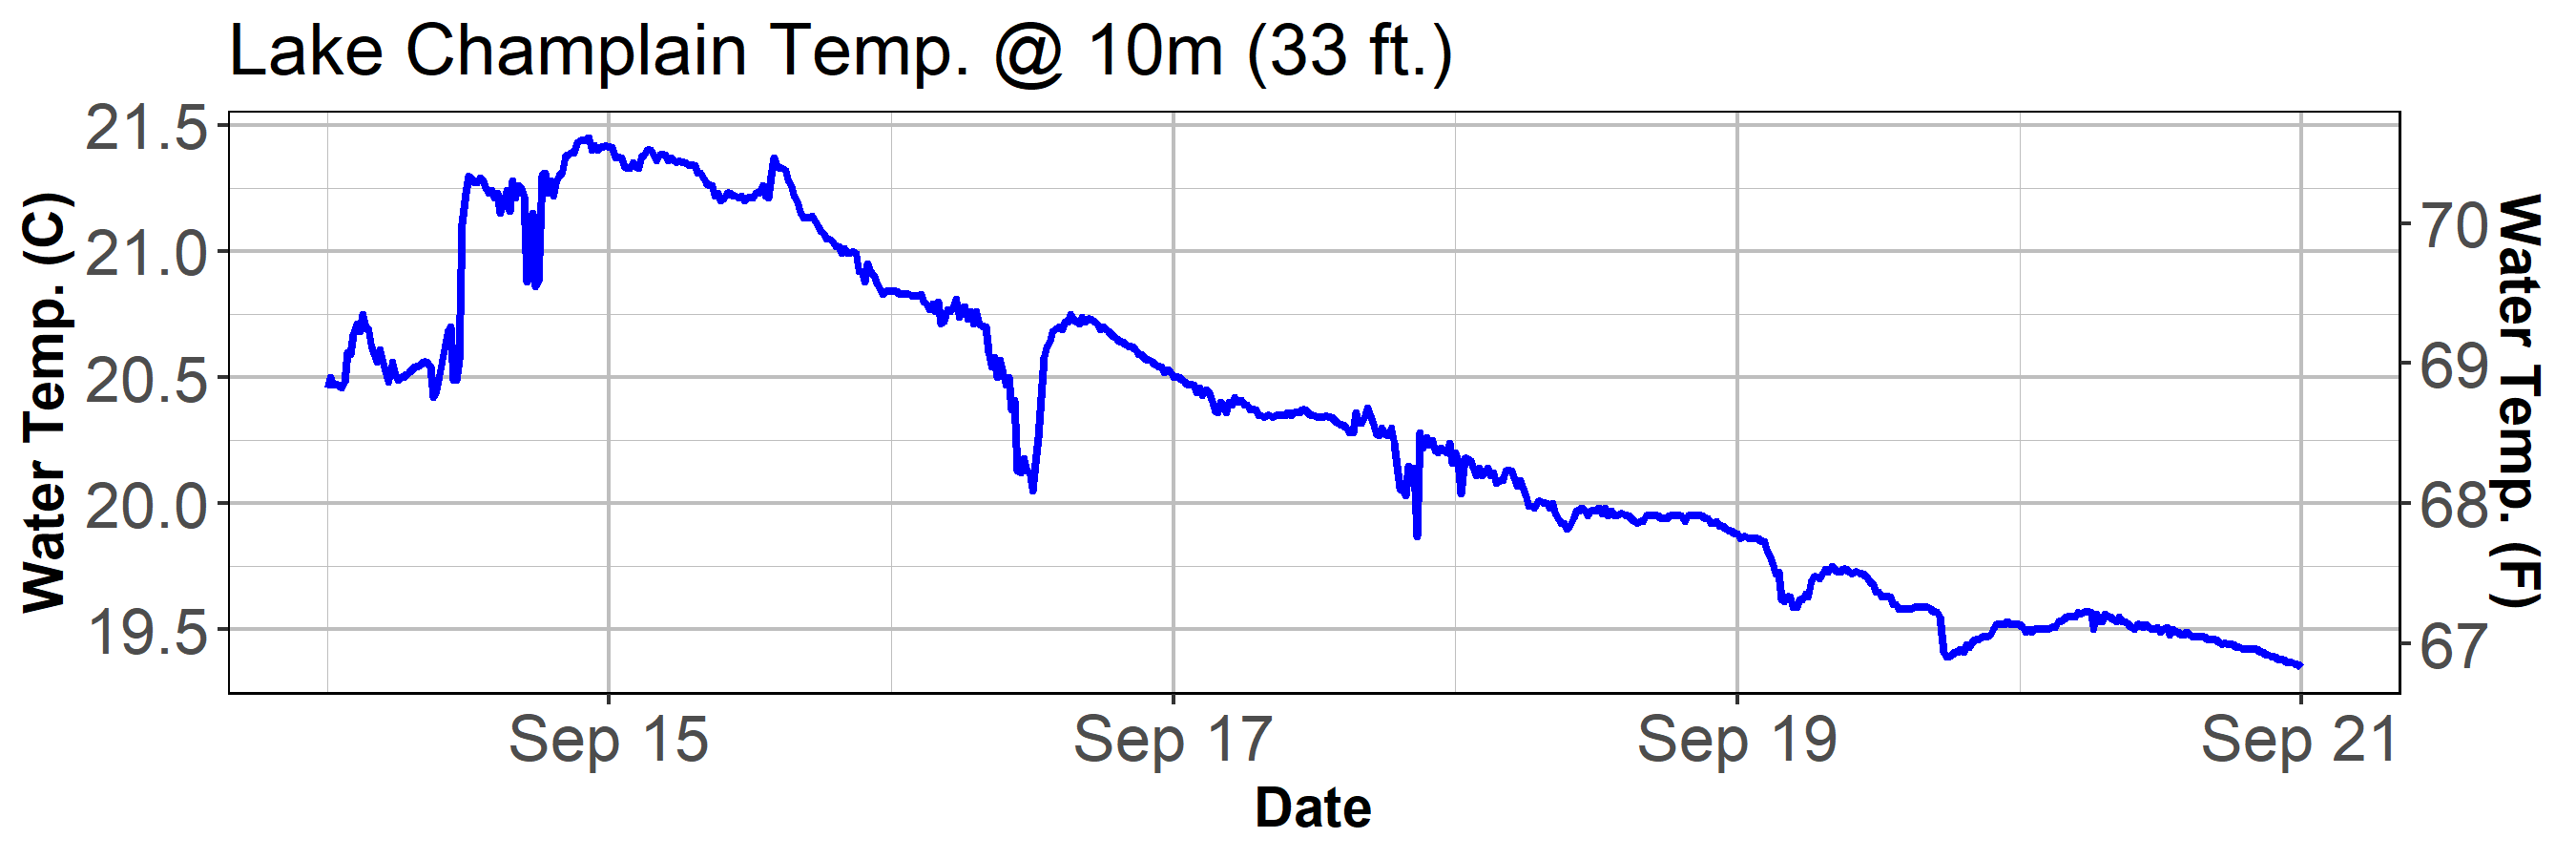 Lake Champlain Temp. @ 10m (33 ft.)
Water Temp. (C)
21.5
21.0
20.5
20.0
19.5
70
69
68
67
Water Temp. (F)
Sep 15
Sep 17
Sep 19
Sep 21
Date